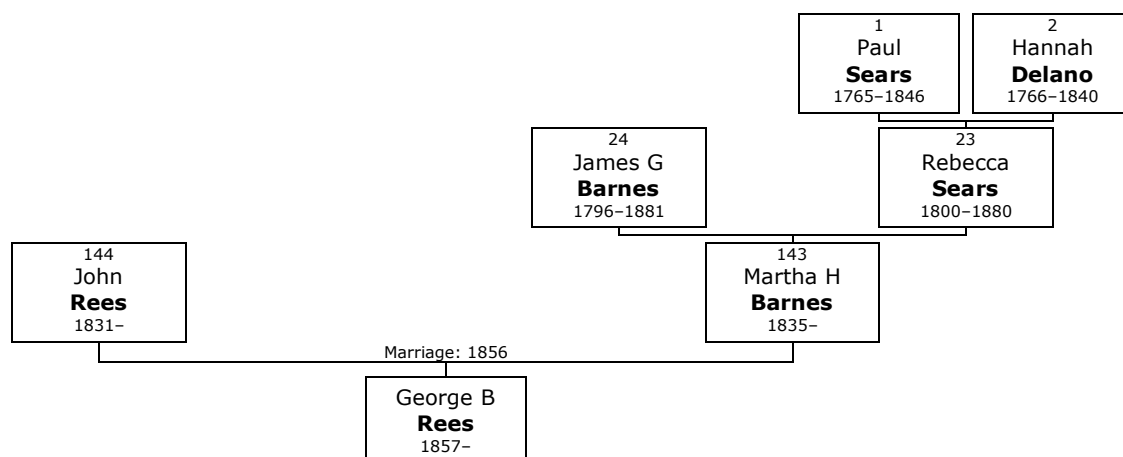 1
Paul
Sears
1765–1846
2
Hannah
Delano
1766–1840
24
James G
Barnes
1796–1881
23
Rebecca
Sears
1800–1880
144
John
Rees
1831–
143
Martha H
Barnes
1835–
Marriage: 1856
George B
Rees
1857–